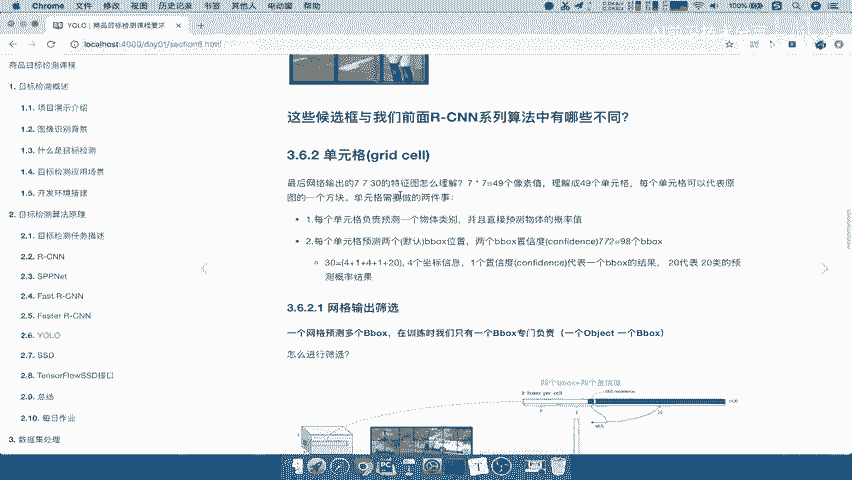 Chrome 文件 修改 视图 历史记录 书签 其他人 电动窗 帮助
100%
YOLO | 商品目标检测课程要求
localhost:4000/day01/section6.html
商品目标检测课程
1. 目标检测概述
1.1. 项目演示介绍
1.2. 图像识别背景
1.3. 什么是目标检测
1.4. 目标检测应用场景
1.5. 开发环境搭建
2. 目标检测算法原理
2.1. 目标检测任务描述
2.2. R-CNN
2.3. SPPNet
2.4. Fast R-CNN
2.5. Faster R-CNN
2.6. YOLO
2.7. SSD
2.8. TensorFlowSSD接口
2.9. 总结
2.10. 每日作业
3. 数据集处理
这些候选框与我们前面R-CNN系列算法中有哪些不同?
3.6.2 单元格(grid cell)
最后网络输出的7 7 30的特征图怎么理解? 7 * 7=49个像素值, 理解成49个单元格, 每个单元格可以代表原
图的一个方块。单元格需要做的两件事:
1.每个单元格负责预测一个物体类别, 并且直接预测物体的概率值
2.每个单元格预测两个(默认)bbox位置, 两个bbox置信度(confidence)772=98个bbox
30=(4+1+4+1+20), 4个坐标信息, 1个置信度(confidence)代表一个bbox的结果, 20代表 20类的预
测概率结果
3.6.2.1 网格输出筛选
一个网格预测多个Bbox, 在训练时我们只有一个Bbox专门负责 (一个Object 一个Bbox)
怎么进行筛选?
两个bbox+两个置信度